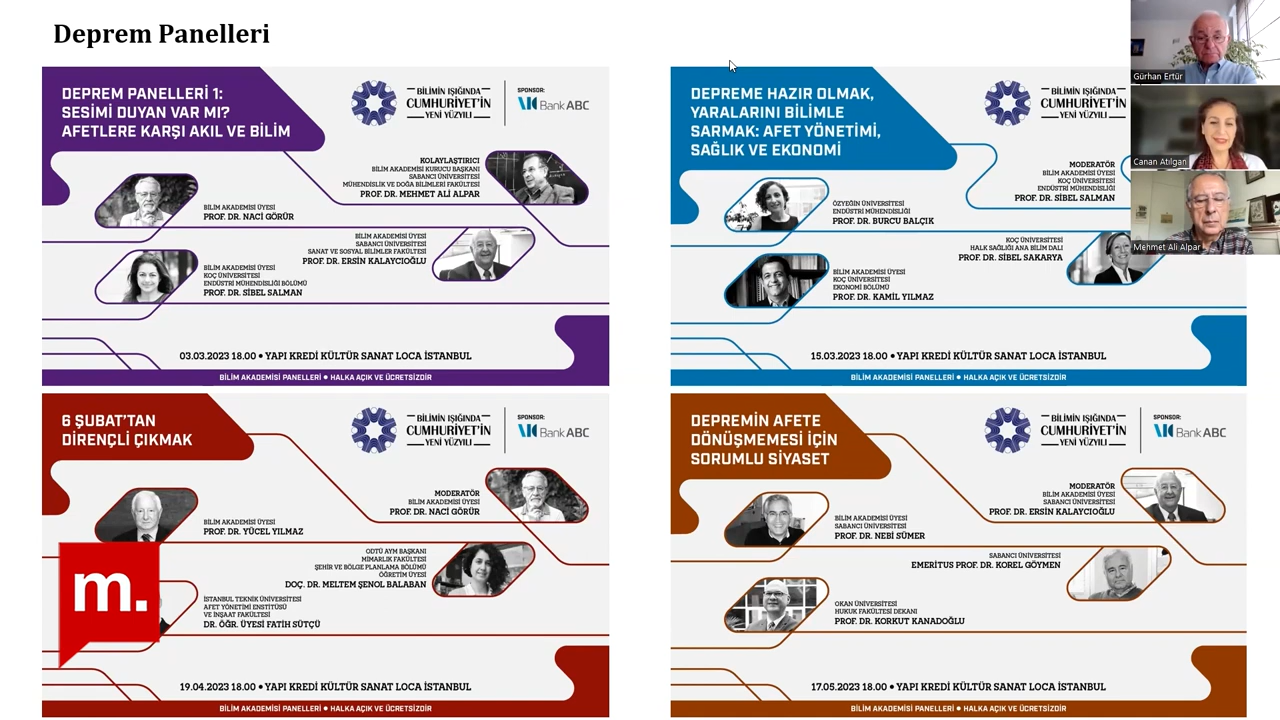 Deprem Panelleri
DEPREM PANELLERİ 1:
SESİMİ DUYAN VAR MI?
AFETLERE KARŞI AKIL VE BİLİM
BİLİMİN IŞIĞINDA
CUMHURİYET'İN
YENİ YÜZYILI
SPONSOR:
Bank ABC
KOLAYLAŞTIRICI
BİLİM AKADEMİSİ KURUCU BAŞKANI
SABANCI ÜNİVERSİTESİ
MÜHENDİSLİK VE DOĞA BİLİMLERİ FAKÜLTESİ
PROF. DR. MEHMET ALİ ALPAR
BİLİM AKADEMİSİ ÜYESİ
PROF. DR. NACİ GÖRÜR
BİLİM AKADEMİSİ ÜYESİ
SABANCI ÜNİVERSİTESİ
SANAT VE SOSYAL BİLİMLER FAKÜLTESİ
PROF. DR. ERSİN KALAYCIOĞLU
BİLİM AKADEMİSİ ÜYESİ
KOÇ ÜNİVERSİTESİ
ENDÜSTRİ MÜHENDİSLİĞİ BÖLÜMÜ
PROF. DR. SİBEL SALMAN
03.03.2023 18.00 • YAPI KREDİ KÜLTÜR SANAT LOCA İSTANBUL
BİLİM AKADEMİSİ PANELLERİ • HALKA AÇIK VE ÜCRETSİZDİR
DEPREME HAZIR OLMAK,
YARALARINI BİLİMLE
SARMAK: AFET YÖNETİMİ,
SAĞLIK VE EKONOMİ
BİLİMİN IŞIĞINDA
CUMHURİYET'İN
YENİ YÜZYILI
MODERATÖR
BİLİM AKADEMİSİ ÜYESİ
KOÇ ÜNİVERSİTESİ
ENDÜSTRİ MÜHENDİSLİĞİ
PROF. DR. SİBEL SALMAN
ÖZYEĞİN ÜNİVERSİTESİ
ENDÜSTRİ MÜHENDİSLİĞİ
PROF. DR. BURCU BALÇIK
KOÇ ÜNİVERSİTESİ
HALK SAĞLIĞI ANA BİLİM DALI
PROF. DR. SİBEL SAKARYA
BİLİM AKADEMİSİ ÜYESİ
KOÇ ÜNİVERSİTESİ
EKONOMİ BÖLÜMÜ
PROF. DR. KAMİL YILMAZ
15.03.2023 18.00 • YAPI KREDİ KÜLTÜR SANAT LOCA İSTANBUL
BİLİM AKADEMİSİ PANELLERİ • HALKA AÇIK VE ÜCRETSİZDİR
Gürhan Ertür
Canan Atılgan
Mehmet Ali Alpar
6 ŞUBAT'TAN
DİRENÇLİ ÇIKMAK
BİLİMİN IŞIĞINDA
CUMHURİYET'İN
YENİ YÜZYILI
SPONSOR:
Bank ABC
MODERATÖR
BİLİM AKADEMİSİ ÜYESİ
PROF. DR. NACİ GÖRÜR
BİLİM AKADEMİSİ ÜYESİ
PROF. DR. YÜCEL YILMAZ
ODTÜ AYM BAŞKANI
MİMARLIK FAKÜLTESİ
ŞEHİR VE BÖLGE PLANLAMA BÖLÜMÜ
ÖĞRETİM ÜYESİ
DOÇ. DR. MELTEM ŞENOL BALABAN
m.
İSTANBUL TEKNİK ÜNİVERSİTESİ
AFET YÖNETİMİ ENSTİTÜSÜ
VE İNŞAAT FAKÜLTESİ
DR. ÖĞR. ÜYESİ FATİH SÜTÇÜ
19.04.2023 18.00 • YAPI KREDİ KÜLTÜR SANAT LOCA İSTANBUL
BİLİM AKADEMİSİ PANELLERİ • HALKA AÇIK VE ÜCRETSİZDİR
DEPREMİN AFETE
DÖNÜŞMEMESİ İÇİN
SORUMLU SİYASET
BİLİMİN IŞIĞINDA
CUMHURİYET'İN
YENİ YÜZYILI
SPONSOR:
Bank ABC
MODERATÖR
BİLİM AKADEMİSİ ÜYESİ
SABANCI ÜNİVERSİTESİ
PROF. DR. ERSİN KALAYCIOĞLU
BİLİM AKADEMİSİ ÜYESİ
SABANCI ÜNİVERSİTESİ
PROF. DR. NEBİ SÜMER
SABANCI ÜNİVERSİTESİ
EMERİTUS PROF. DR. KOREL GÖYMEN
OKAN ÜNİVERSİTESİ
HUKUK FAKÜLTESİ DEKANI
PROF. DR. KORKUT KANADOĞLU
17.05.2023 18.00 • YAPI KREDİ KÜLTÜR SANAT LOCA İSTANBUL
BİLİM AKADEMİSİ PANELLERİ • HALKA AÇIK VE ÜCRETSİZDİR